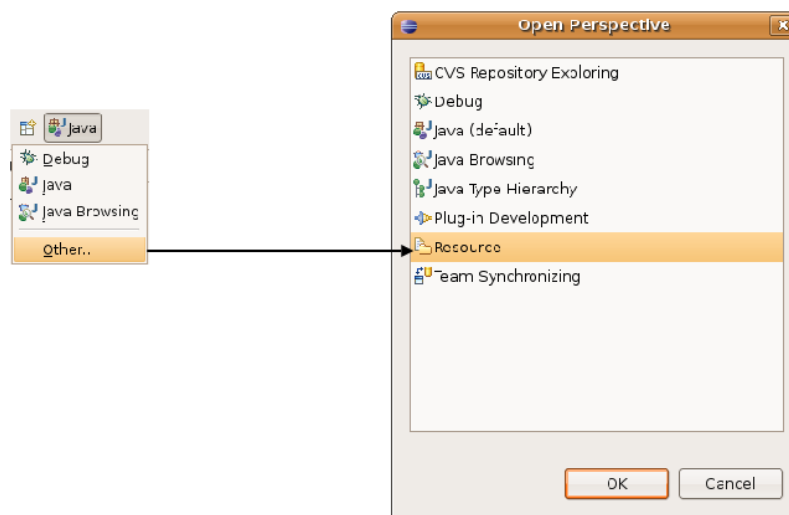 Java
Debug
Java
Java Browsing
Other..
Open Perspective
CVS Repository Exploring
Debug
Java (default)
Java Browsing
Java Type Hierarchy
Plug-in Development
Resource
Team Synchronizing
OK
Cancel